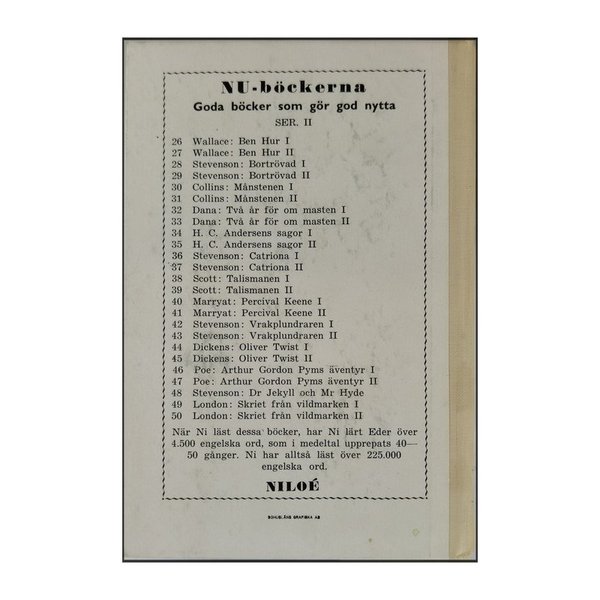 NU-böckerna
Goda böcker som gör god nytta
SER. II
26 Wallace: Ben Hur I
27 Wallace: Ben Hur II
28 Stevenson: Bortrövad I
29 Stevenson: Bortrövad II
30 Collins: Månstenen I
31 Collins: Månstenen II
32 Dana: Två år för om masten I
33 Dana: Två år för om masten II
34 H. C. Andersens sagor I
35 H. C. Andersens sagor II
36 Stevenson: Catriona I
37 Stevenson: Catriona II
38 Scott: Talismanen I
39 Scott: Talismanen II
40 Marryat: Percival Keene I
41 Marryat: Percival Keene II
42 Stevenson: Vrakplundraren I
43 Stevenson: Vrakplundraren II
44 Dickens: Oliver Twist I
45 Dickens: Oliver Twist II
46 Poe: Arthur Gordon Pyms äventyr I
47 Poe: Arthur Gordon Pyms äventyr II
48 Stevenson: Dr Jekyll och Mr Hyde
49 London: Skriet från vildmarken I
50 London: Skriet från vildmarken II
När Ni läst dessa böcker, har Ni lärt Eder över
4.500 engelska ord, som i medeltal upprepats 40—
50 gånger. Ni har alltså läst över 225.000
engelska ord.
NILOÉ
BOHUSLÄNS GRAFISKA AB